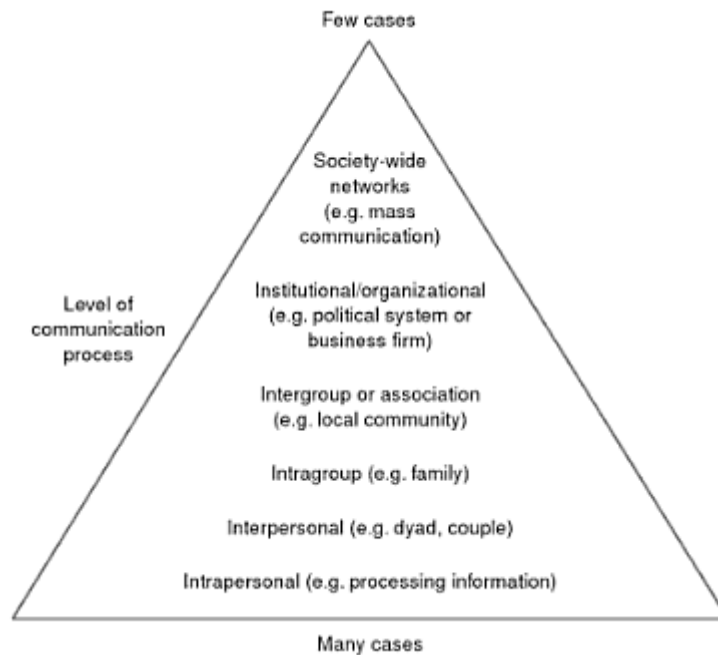 Few cases
Society-wide
networks
(e.g. mass
communication)
Institutional/organizational
(e.g. political system or
business firm)
Level of
communication
process
Intergroup or association
(e.g. local community)
Intragroup (e.g. family)
Interpersonal (e.g. dyad, couple)
Intrapersonal (e.g. processing information)
Many cases